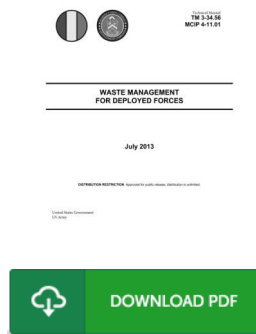 Technical Manual
TM 3-34.56
MCIP 4-11.01
WASTE MANAGEMENT
FOR DEPLOYED FORCES
July 2013
DISTRIBUTION RESTRICTION: Approved for public release; distribution is unlimited.
United States Government
US Army
DOWNLOAD PDF